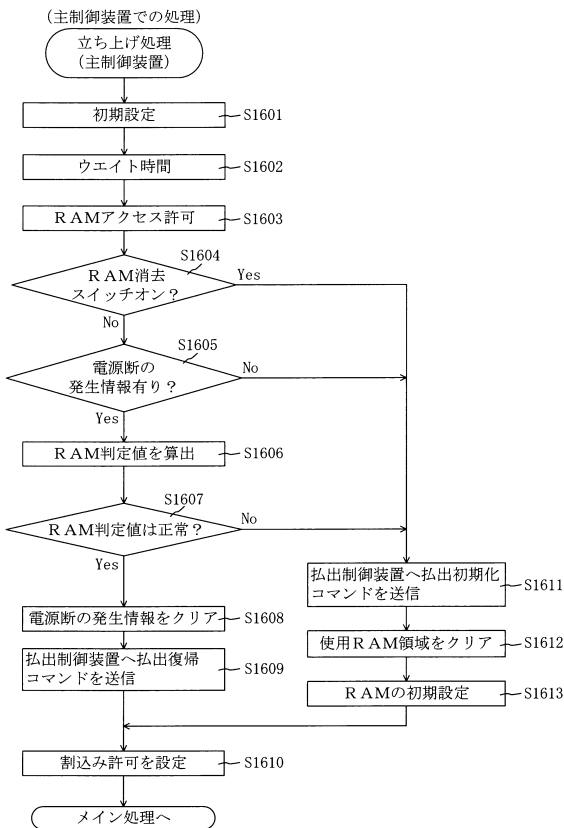 (主制御装置での処理)
立ち上げ処理
(主制御装置)
初期設定
S1601
ウエイト時間
S1602
RAMアクセス許可
S1603
S1604
RAM消去
スイッチオン?
Yes
No
S1605
電源断の
発生情報有り?
No
Yes
RAM判定値を算出
S1606
S1607
RAM判定値は正常?
No
Yes
電源断の発生情報をクリア
S1608
払出制御装置へ払出復帰
コマンドを送信
S1609
払出制御装置へ払出初期化
コマンドを送信
S1611
使用RAM領域をクリア
S1612
RAMの初期設定
S1613
割込み許可を設定
S1610
メイン処理へ